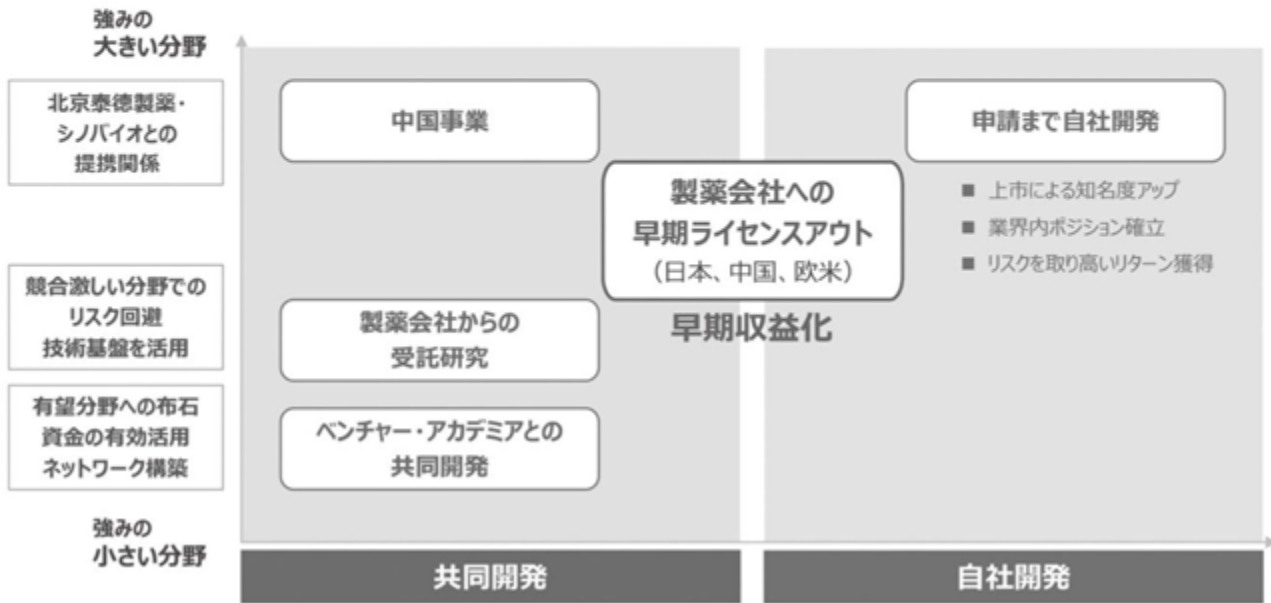 強みの
大きい分野
北京泰徳製薬・
シノバイオとの
提携関係
中国事業
申請まで自社開発
製薬会社への
早期ライセンスアウト
（日本、中国、欧米）
早期収益化
■ 上市による知名度アップ
■ 業界内ポジション確立
■ リスクを取り高いリターン獲得
競合激しい分野での
リスク回避
技術基盤を活用
製薬会社からの
受託研究
有望分野への布石
資金の有効活用
ネットワーク構築
ベンチャー・アカデミアとの
共同開発
強みの
小さい分野
共同開発
自社開発